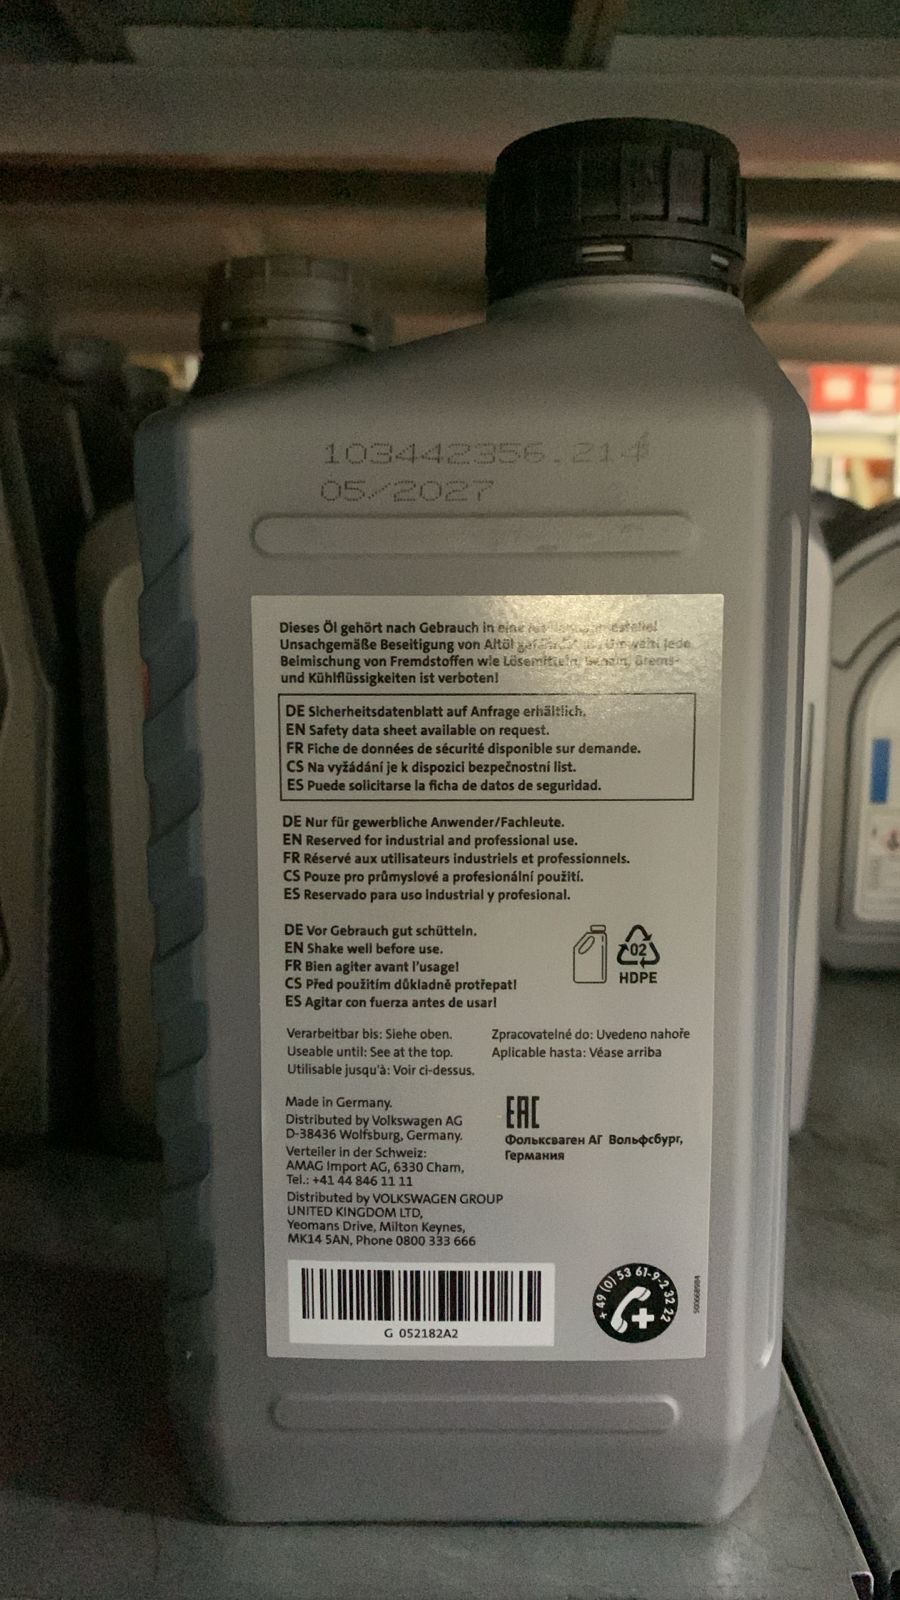 103442356.214
05/2027
Dieses Öl gehört nach Gebrauch in eine
Unsachgemäße Beseitigung von Altöl jede
Beimischung von Fremdstoffen wie Lösemitteln, Benzin, Brems-
und Kühlflüssigkeiten ist verboten!
DE Sicherheitsdatenblatt auf Anfrage erhältlich.
EN Safety data sheet available on request.
FR Fiche de données de sécurité disponible sur demande.
CS Na vyžádání je k dispozici bezpečnostní list.
ES Puede solicitarse la ficha de datos de seguridad.
DE Nur für gewerbliche Anwender/Fachleute.
EN Reserved for industrial and professional use.
FR Réservé aux utilisateurs industriels et professionnels.
CS Pouze pro průmyslové a profesionální použití.
ES Reservado para uso industrial y profesional.
DE Vor Gebrauch gut schütteln.
EN Shake well before use.
FR Bien agiter avant l'usage!
CS Před použitím důkladně protřepat!
ES Agitar con fuerza antes de usar!
02
HDPE
Verarbeitbar bis: Siehe oben.
Useable until: See at the top.
Utilisable jusqu'à: Voir ci-dessus.
Zpracovatelné do: Uvedeno nahoře
Aplicable hasta: Véase arriba
Made in Germany.
Distributed by Volkswagen AG
D-38436 Wolfsburg, Germany.
Verteiler in der Schweiz:
AMAG Import AG, 6330 Cham,
Tel.: +41 44 846 11 11
Distributed by VOLKSWAGEN GROUP
UNITED KINGDOM LTD,
Yeomans Drive, Milton Keynes,
MK14 5AN, Phone 0800 333 666
EAC
Фольксваген АГ Вольфсбург,
Германия
G 052182A2
+ 49 (0) 53 61-9-2 32 22